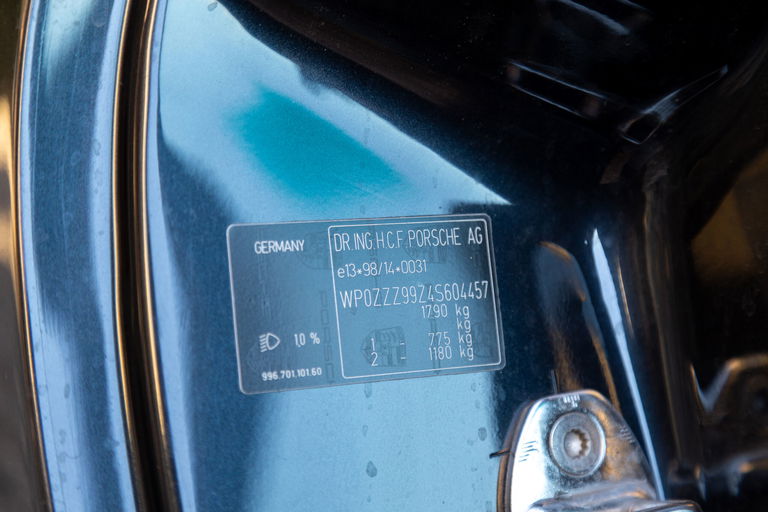 GERMANY
DR.ING.H.C.F.PORSCHE AG
e13*98/14*0031
WP0ZZZ99Z4S604457
1790 kg
kg
1 - 775 kg
2 - 1180 kg
10 %
996.701.101.60